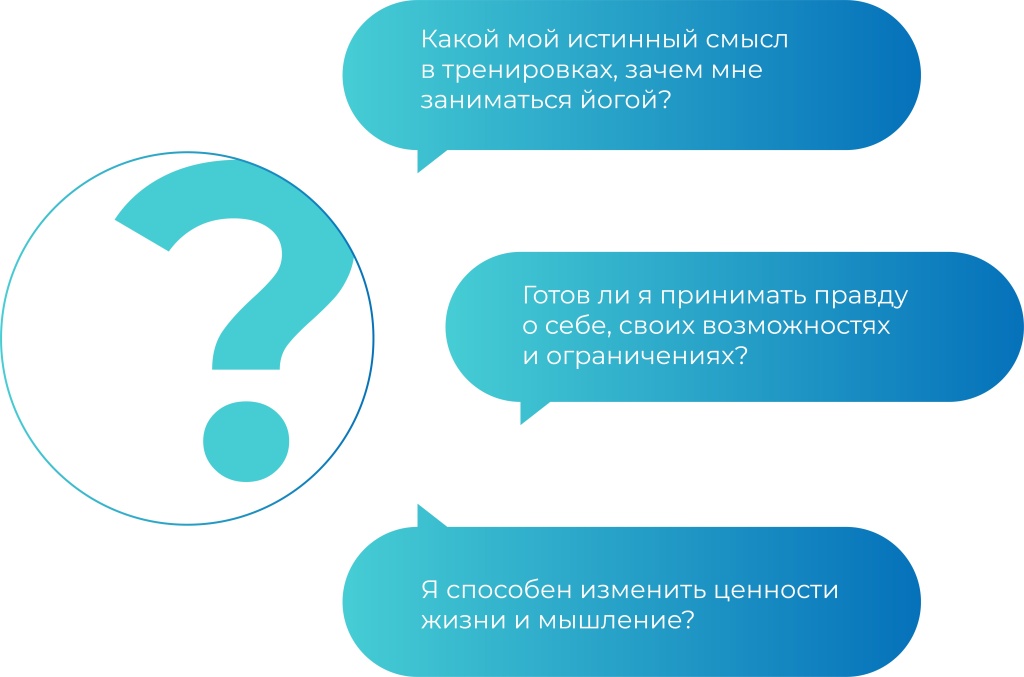 Какой мой истинный смысл
в тренировках, зачем мне
заниматься йогой?
?
Готов ли я принимать правду
о себе, своих возможностях
и ограничениях?
Я способен изменить ценности
жизни и мышление?